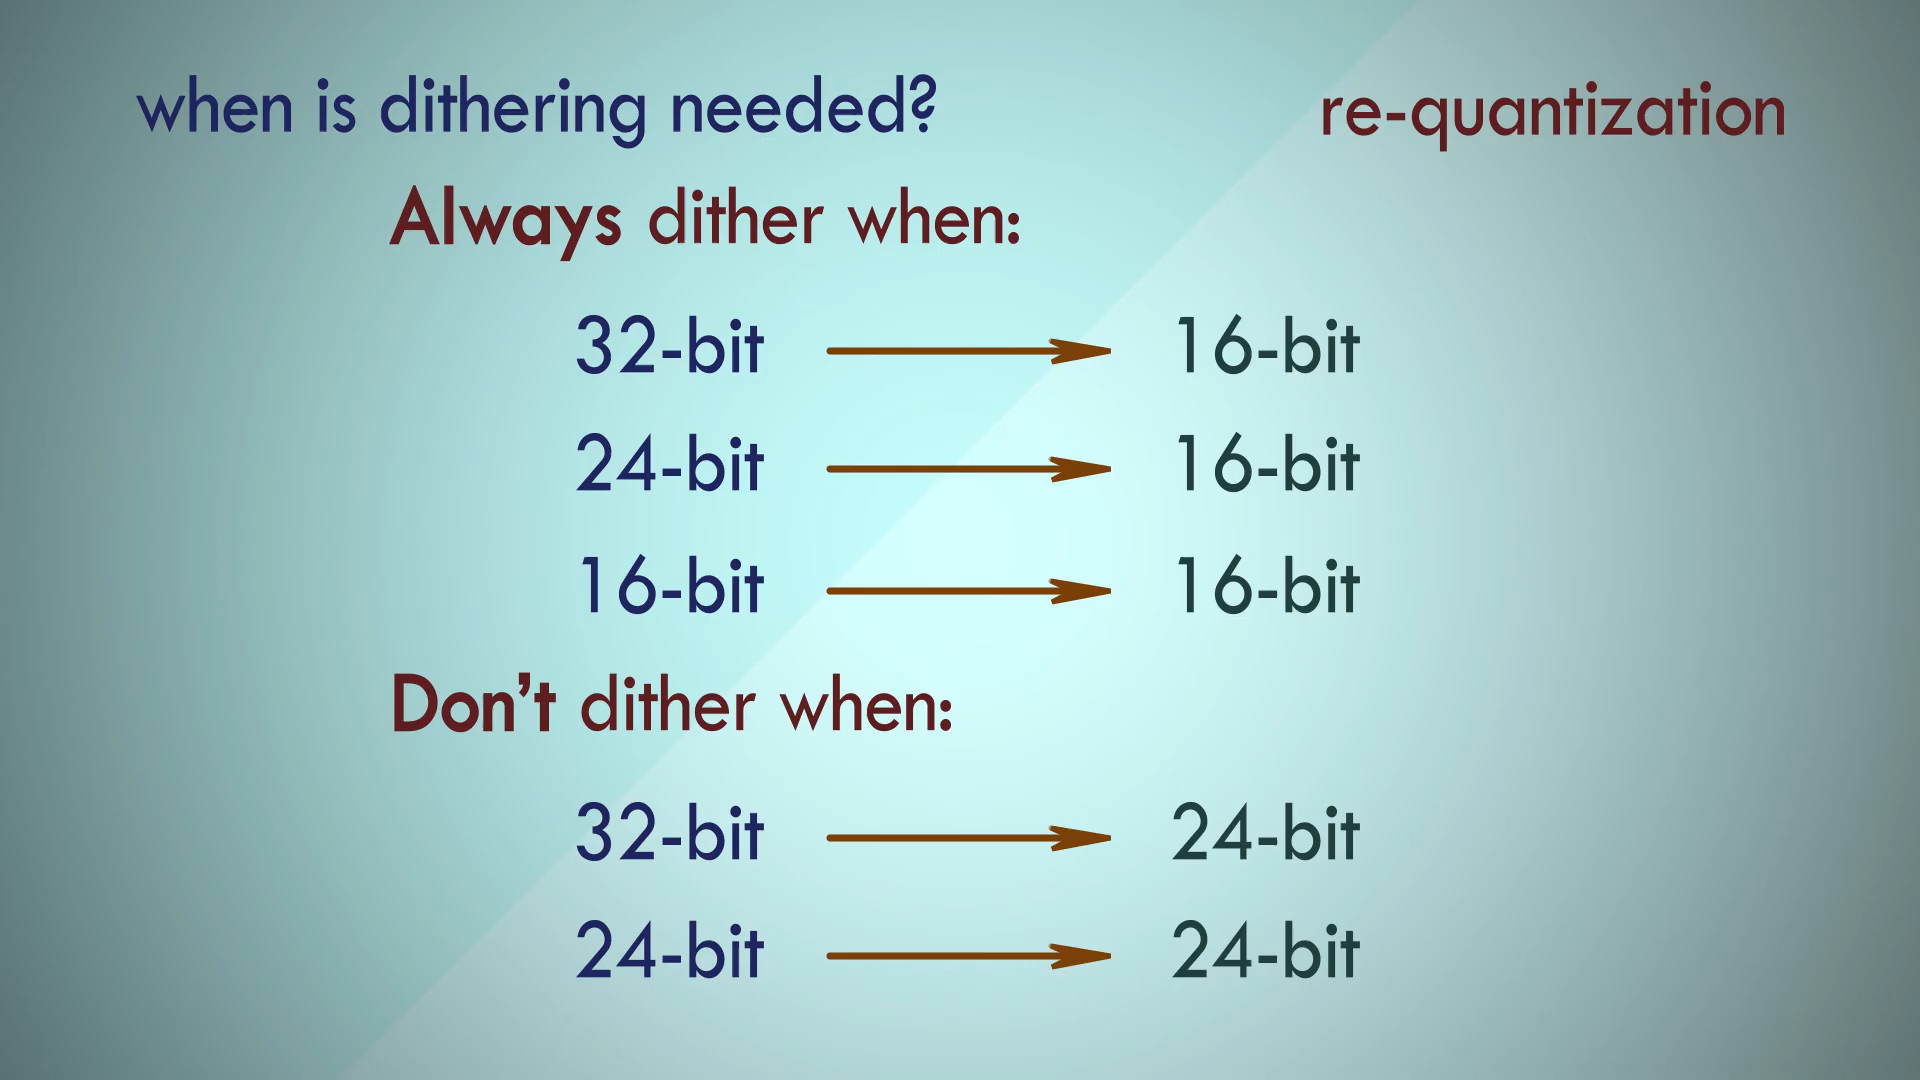 when is dithering needed?
re-quantization
Always dither when:
32-bit 16-bit
24-bit 16-bit
16-bit 16-bit
Don't dither when:
32-bit 24-bit
24-bit 24-bit